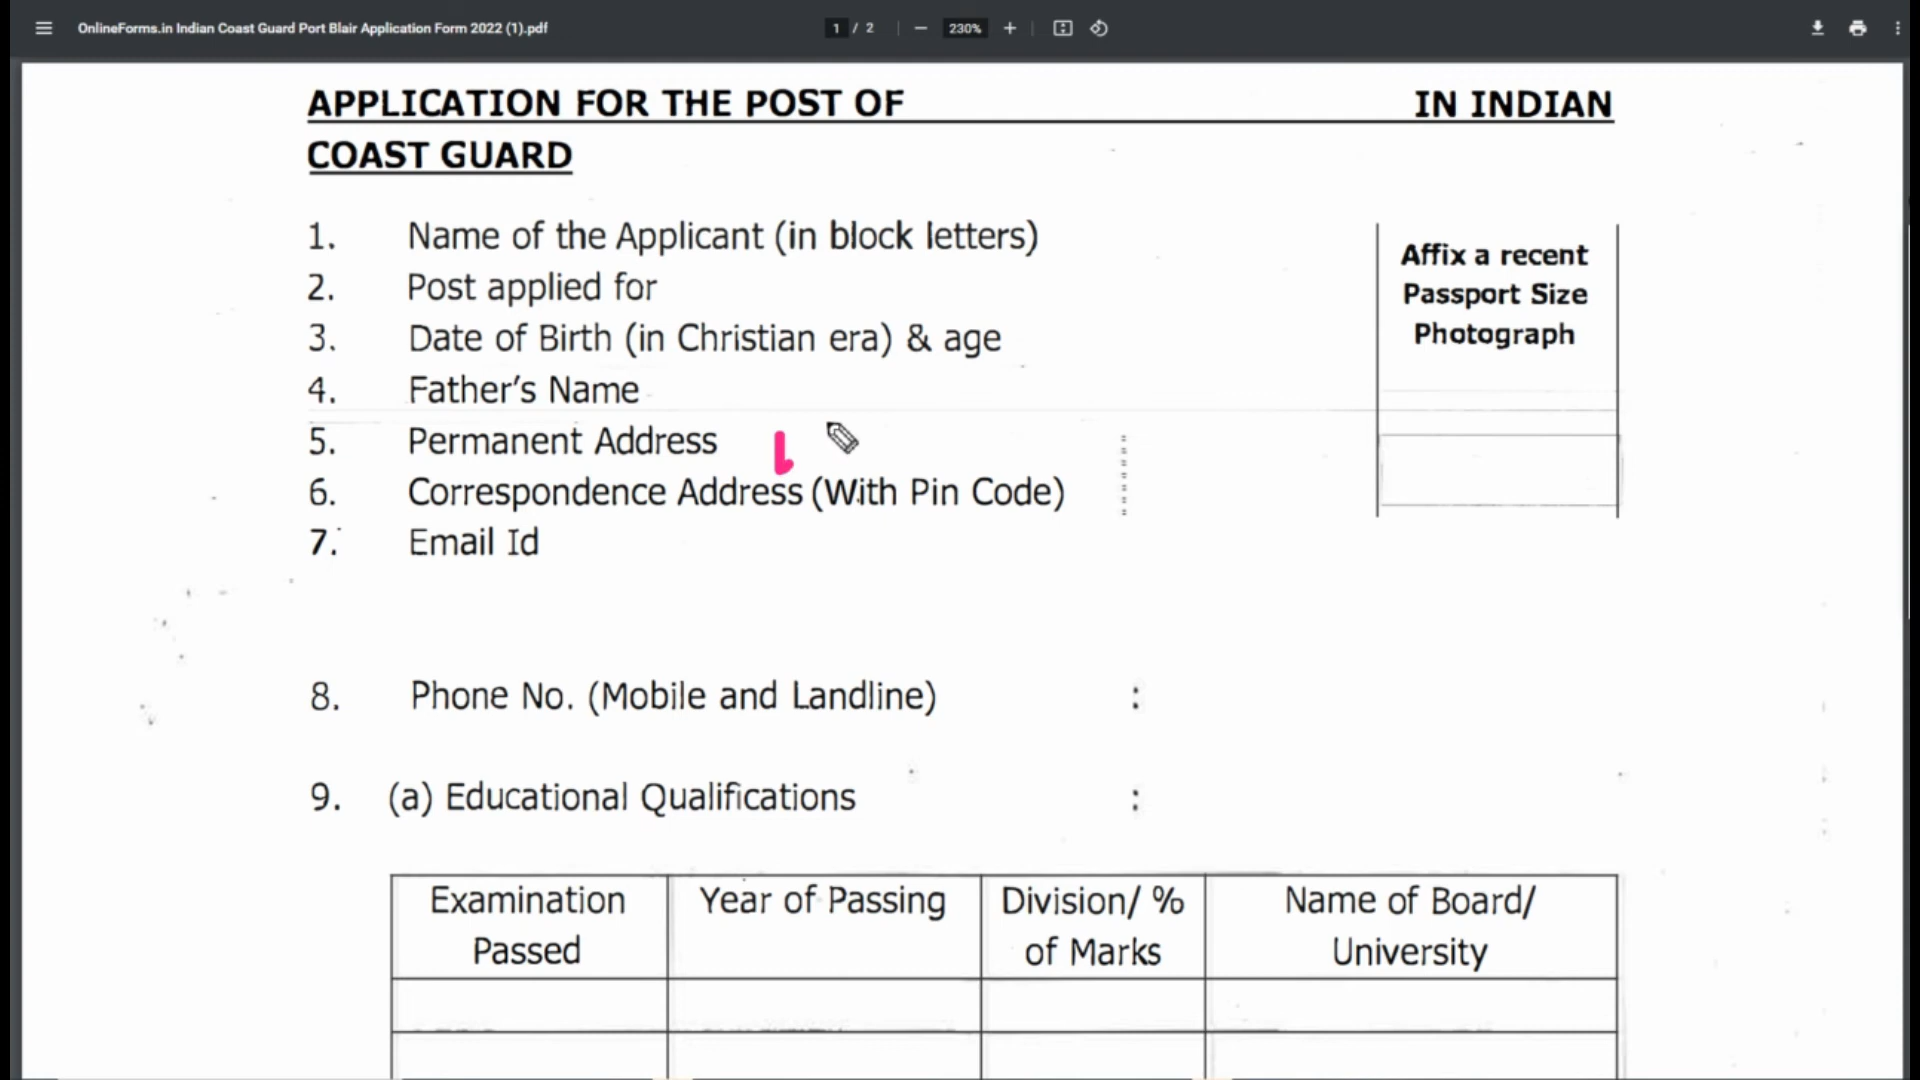 OnlineForms.in Indian Coast Guard Port Blair Application Form 2022 (1).pdf
1 / 2
230%
APPLICATION FOR THE POST OF IN INDIAN
COAST GUARD
1. Name of the Applicant (in block letters)
2. Post applied for
3. Date of Birth (in Christian era) & age
4. Father's Name
5. Permanent Address
6. Correspondence Address (With Pin Code)
7. Email Id
Affix a recent
Passport Size
Photograph
8. Phone No. (Mobile and Landline) :
9. (a) Educational Qualifications :
Examination Passed
Year of Passing
Division/ % of Marks
Name of Board/ University